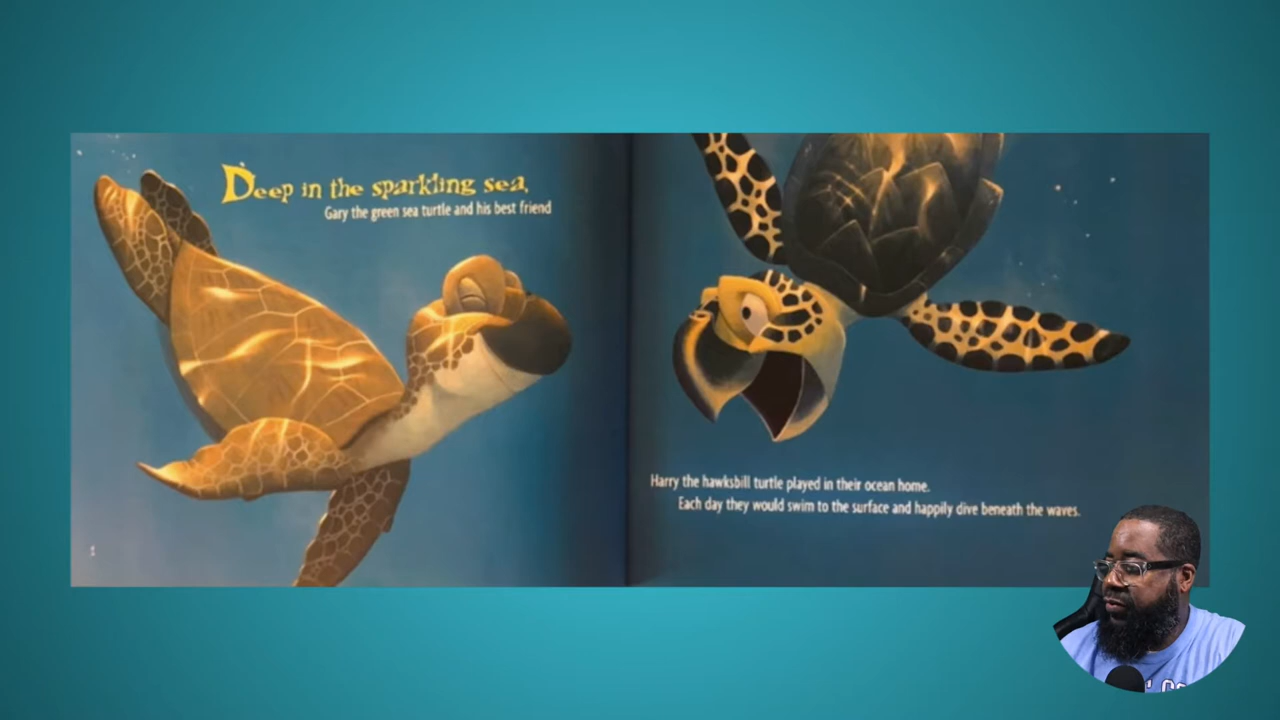 Deep in the sparkling sea,
Gary the green sea turtle and his best friend
Harry the hawksbill turtle played in their ocean home.
Each day they would swim to the surface and happily dive beneath the waves.